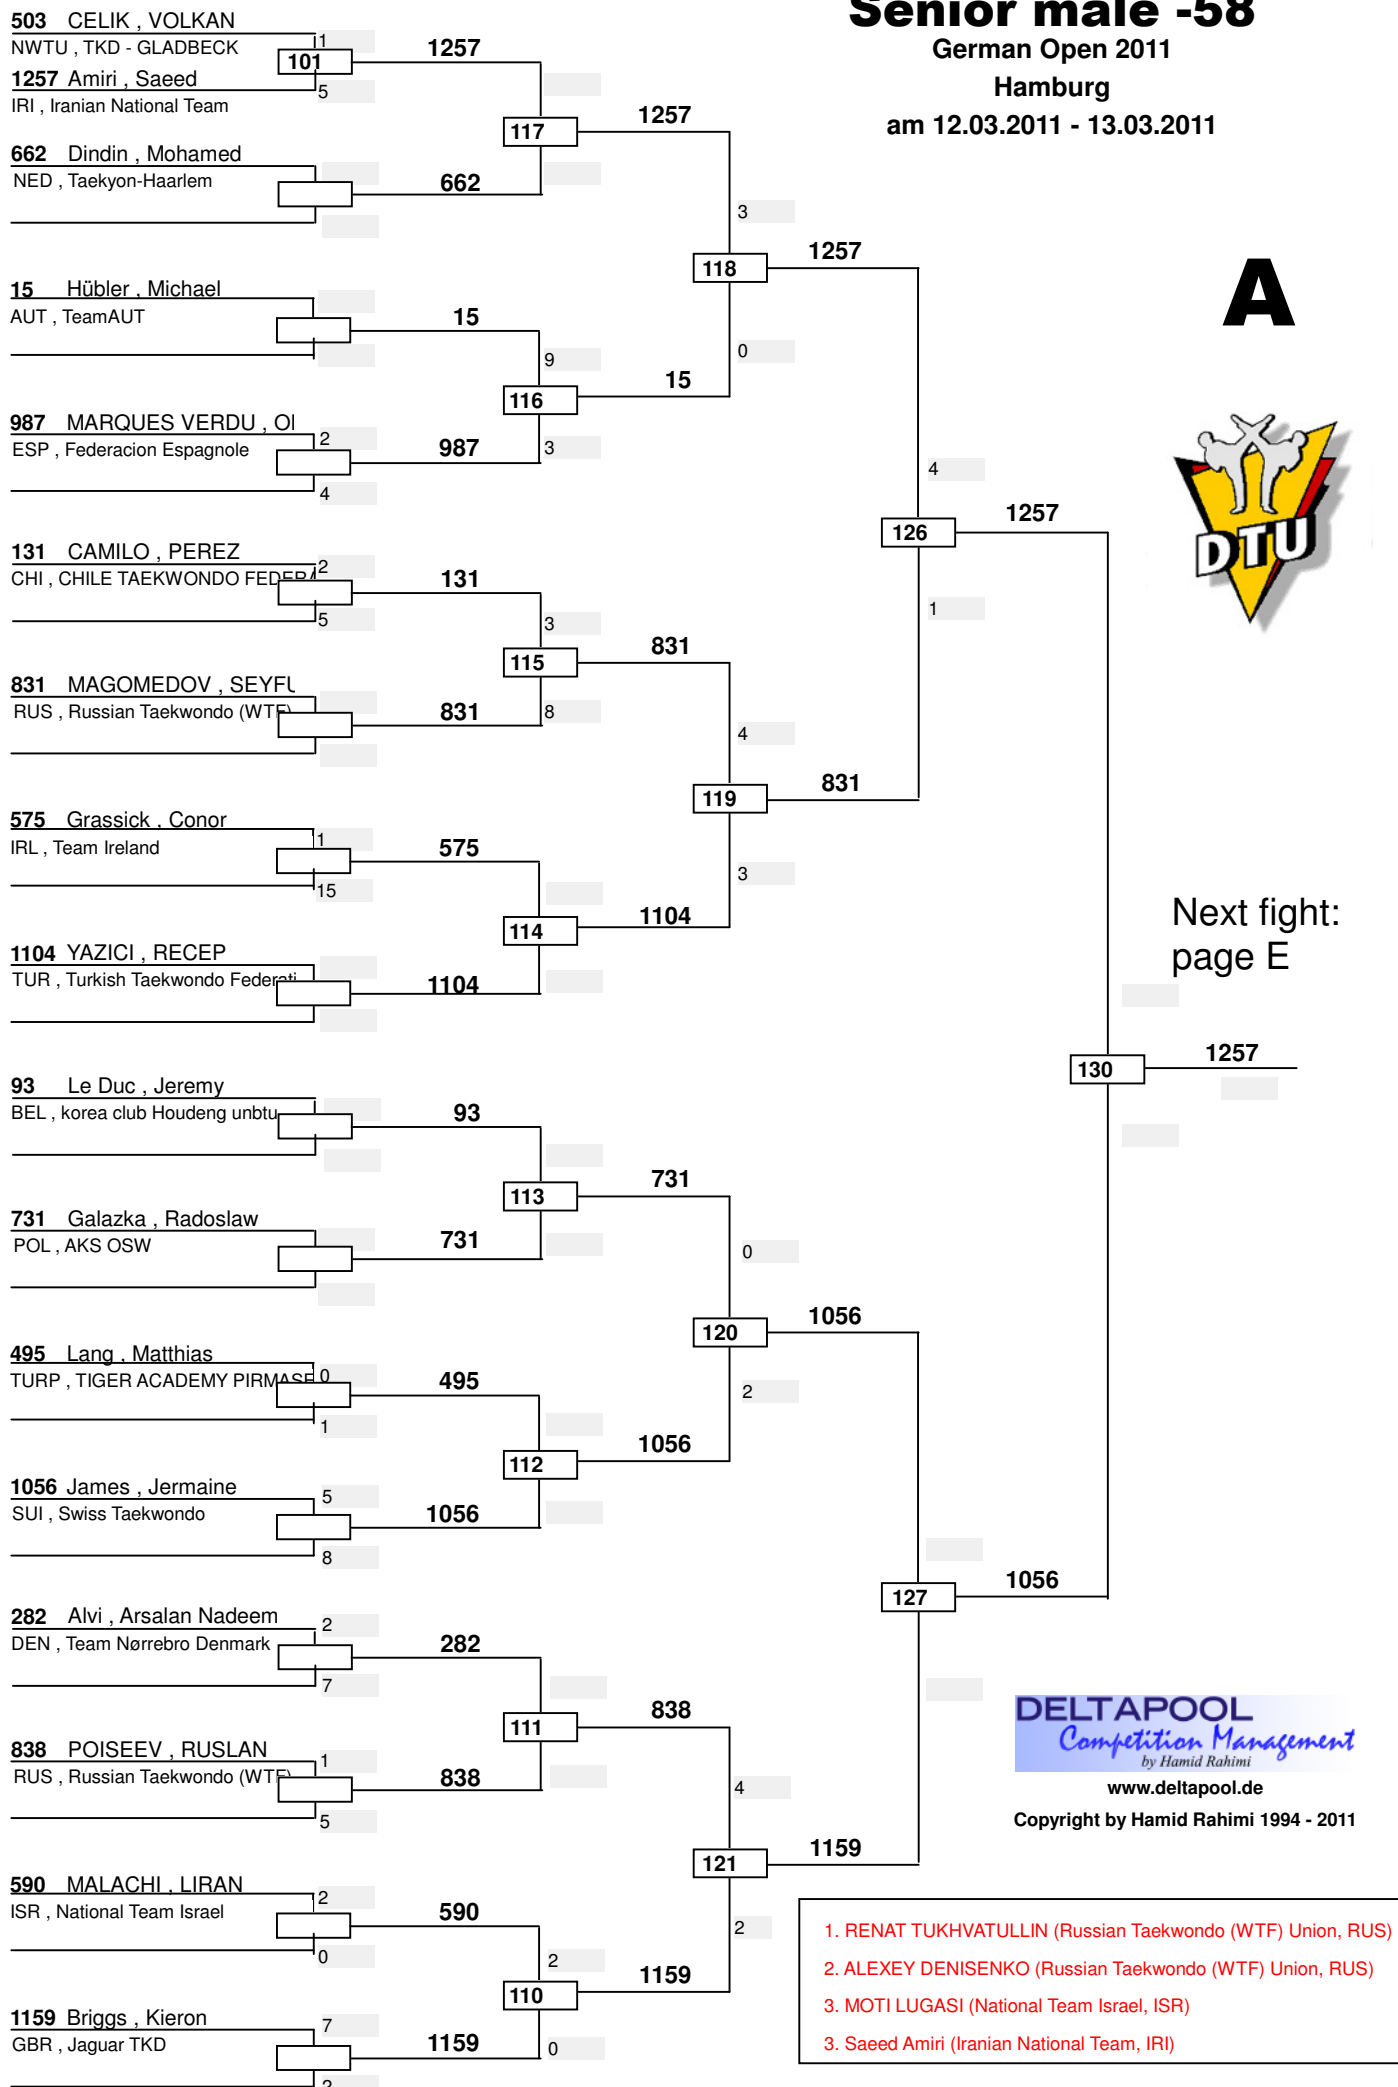 Senior male -58
German Open 2011
Hamburg
am 12.03.2011 - 13.03.2011
A
DTU
503 CELIK , VOLKAN
NWTU , TKD - GLADBECK
1
101
1257
1257 Amiri , Saeed
5
IRI , Iranian National Team
117
1257
662 Dindin , Mohamed
NED , Taekyon-Haarlem
662
3
118
1257
15 Hübler , Michael
AUT , TeamAUT
15
9
0
116
15
987 MARQUES VERDU , Ol
ESP , Federacion Espagnole
2
987
3
4
4
126
1257
131 CAMILO , PEREZ
CHI , CHILE TAEKWONDO FEDERA
2
131
5
3
1
115
831
831 MAGOMEDOV , SEYFU
RUS , Russian Taekwondo (WTF)
831
8
4
119
831
575 Grassick , Conor
IRL , Team Ireland
1
575
15
3
114
1104
1104 YAZICI , RECEP
TUR , Turkish Taekwondo Federati
1104
Next fight:
page E
130
1257
93 Le Duc , Jeremy
BEL , korea club Houdeng unbtu
93
113
731
731 Galazka , Radoslaw
POL , AKS OSW
731
0
120
1056
495 Lang , Matthias
TURP , TIGER ACADEMY PIRMASE
0
495
1
2
112
1056
1056 James , Jermaine
SUI , Swiss Taekwondo
5
1056
8
127
1056
282 Alvi , Arsalan Nadeem
DEN , Team Nørrebro Denmark
2
282
7
111
838
838 POISEEV , RUSLAN
RUS , Russian Taekwondo (WTF)
1
838
5
4
121
1159
590 MALACHI , LIRAN
ISR , National Team Israel
2
590
0
2
2
110
1159
1159 Briggs , Kieron
GBR , Jaguar TKD
7
1159
0
2
DELTAPOOL
Competition Management
by Hamid Rahimi
www.deltapool.de
Copyright by Hamid Rahimi 1994 - 2011
1. RENAT TUKHVATULLIN (Russian Taekwondo (WTF) Union, RUS)
2. ALEXEY DENISENKO (Russian Taekwondo (WTF) Union, RUS)
3. MOTI LUGASI (National Team Israel, ISR)
3. Saeed Amiri (Iranian National Team, IRI)